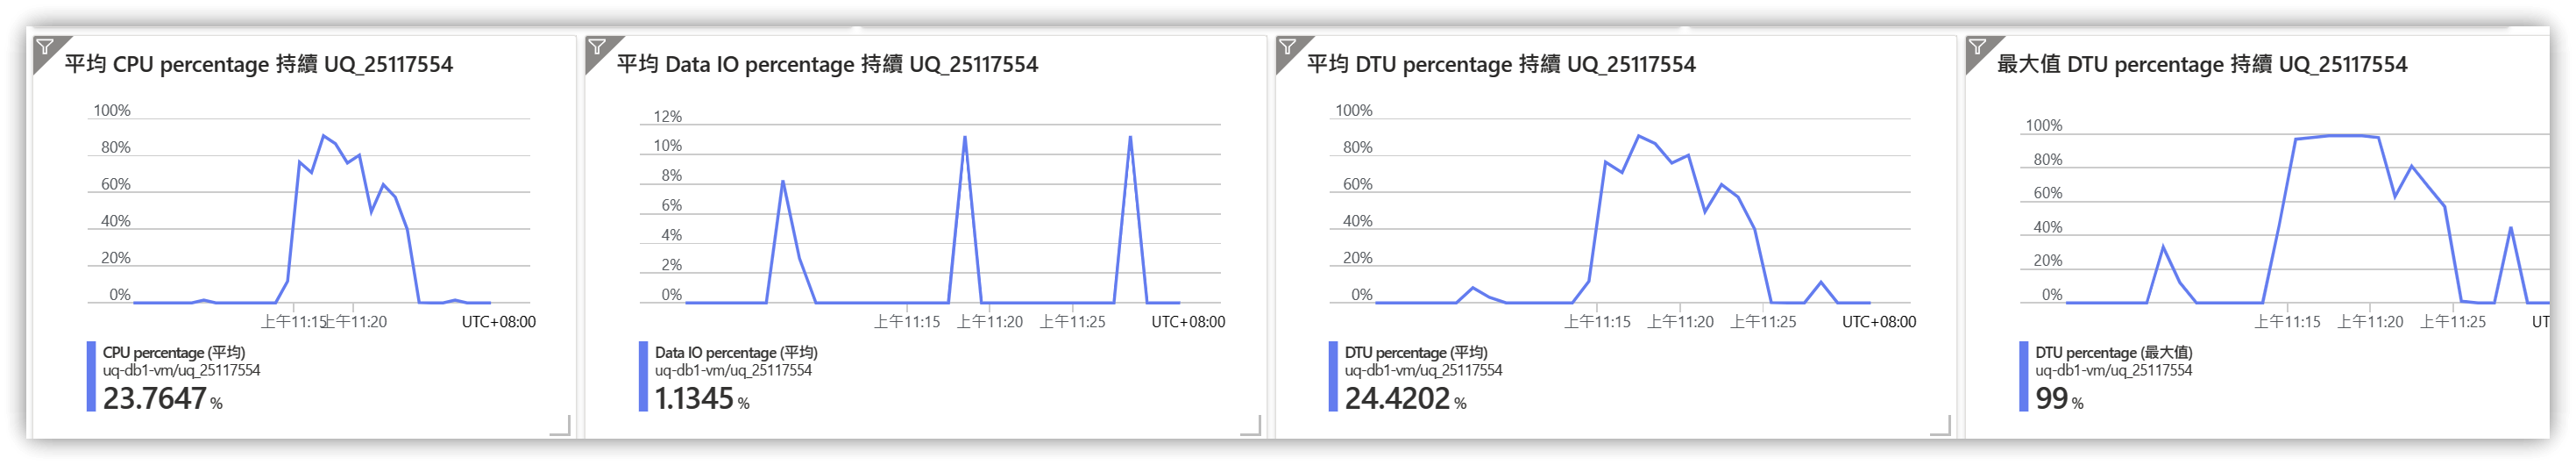 平均 CPU percentage 持續 UQ_25117554
100%
80%
60%
40%
20%
0%
上午11:15 上午11:20 UTC+08:00
CPU percentage (平均)
uq-db1-vm/uq_25117554
23.7647 %
平均 Data IO percentage 持續 UQ_25117554
12%
10%
8%
6%
4%
2%
0%
上午11:15 上午11:20 上午11:25 UTC+08:00
Data IO percentage (平均)
uq-db1-vm/uq_25117554
1.1345 %
平均 DTU percentage 持續 UQ_25117554
100%
80%
60%
40%
20%
0%
上午11:15 上午11:20 上午11:25 UTC+08:00
DTU percentage (平均)
uq-db1-vm/uq_25117554
24.4202 %
最大值 DTU percentage 持續 UQ_25117554
100%
80%
60%
40%
20%
0%
上午11:15 上午11:20 上午11:25 UT
DTU percentage (最大值)
uq-db1-vm/uq_25117554
99 %